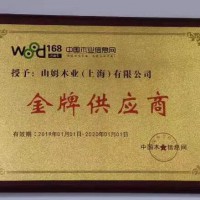 Wood168 中国木业信息网
授予：山姆木业（上海）有限公司
金牌供应商
有效期：2019年01月01日-2020年01月01日
中国木业信息网